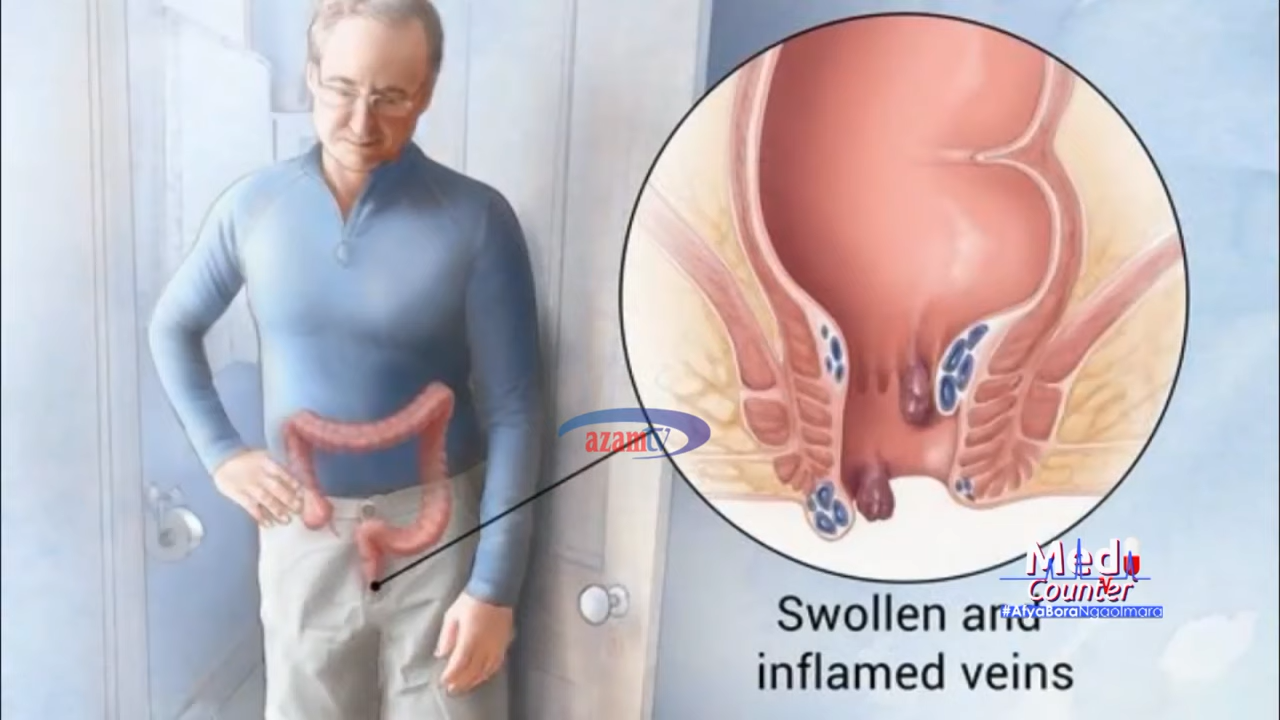 azamtv
Medi
Counter
#AfyaBoraNgaoImara
Swollen and
inflamed veins